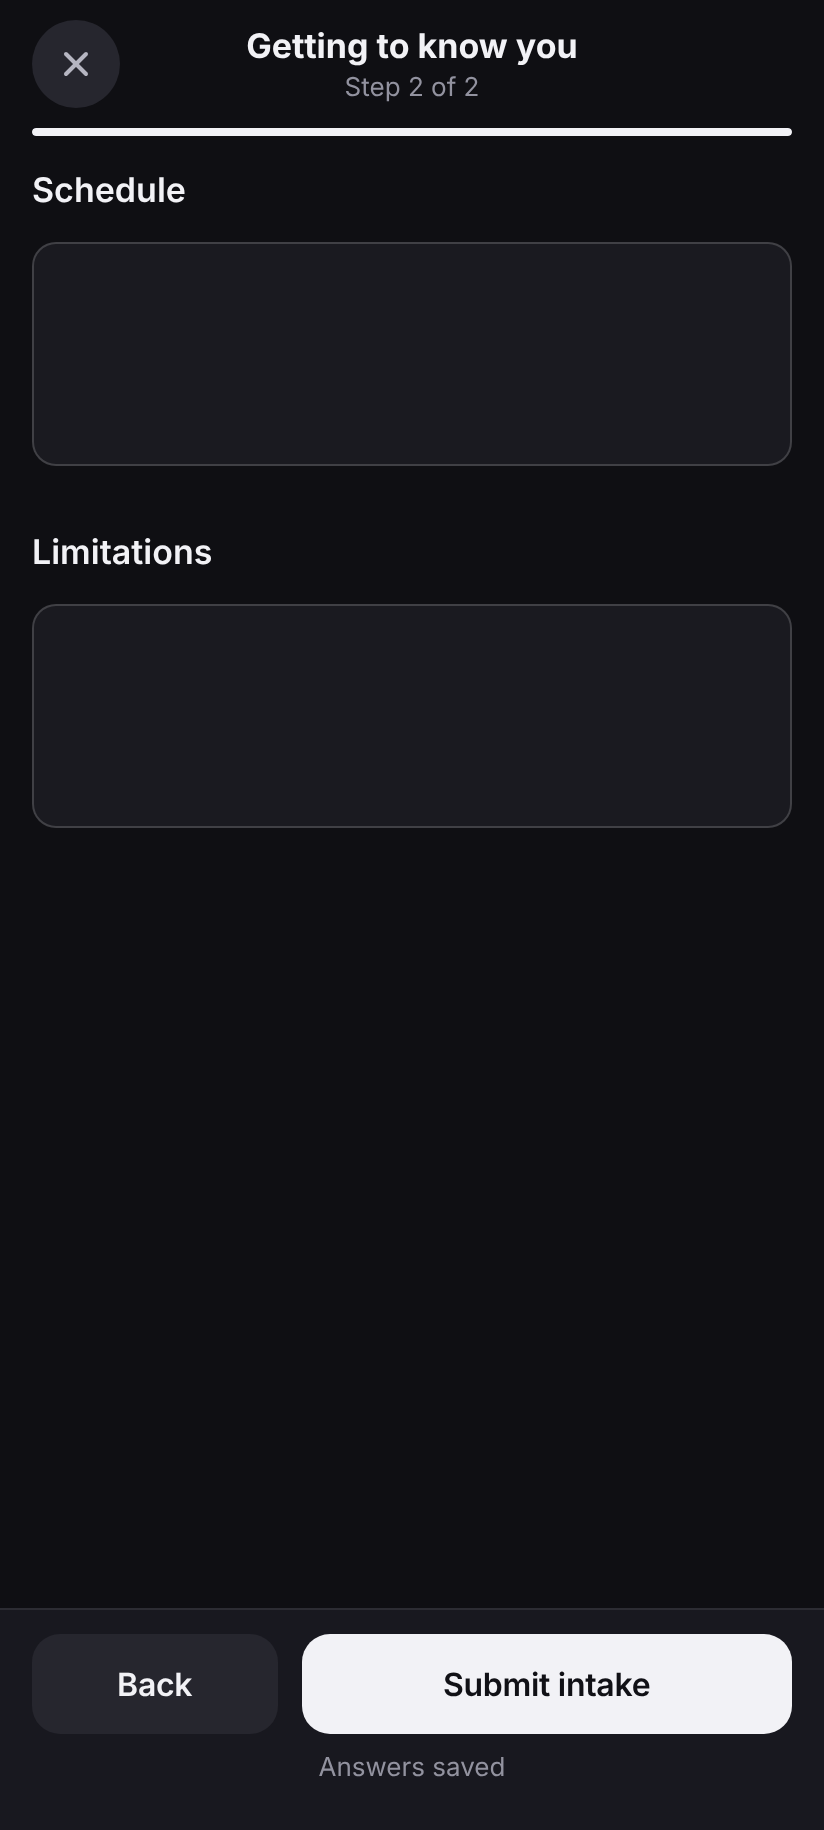 Getting to know you
Step 2 of 2
Schedule
Limitations
Back
Submit intake
Answers saved